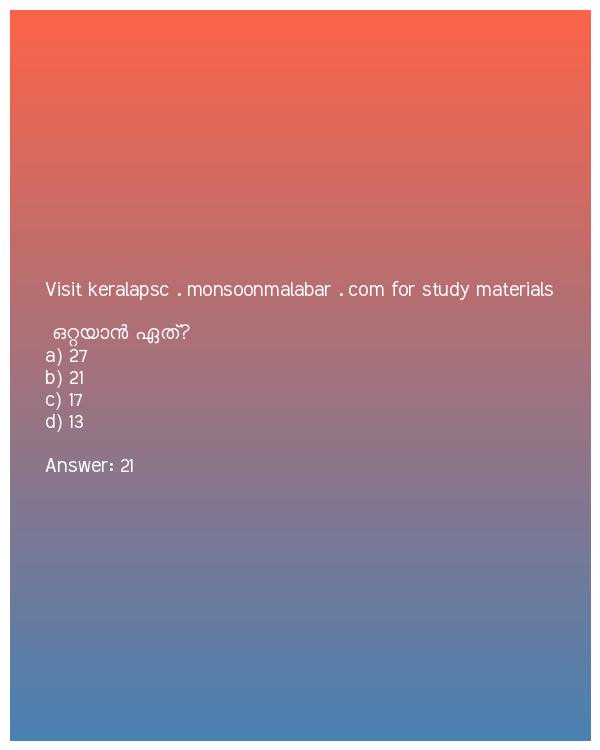 Visit keralapsc . monsoonmalabar . com for study materials
ഒറ്റയാൻ ഏത്?
a) 27
b) 21
c) 17
d) 13
Answer: 21